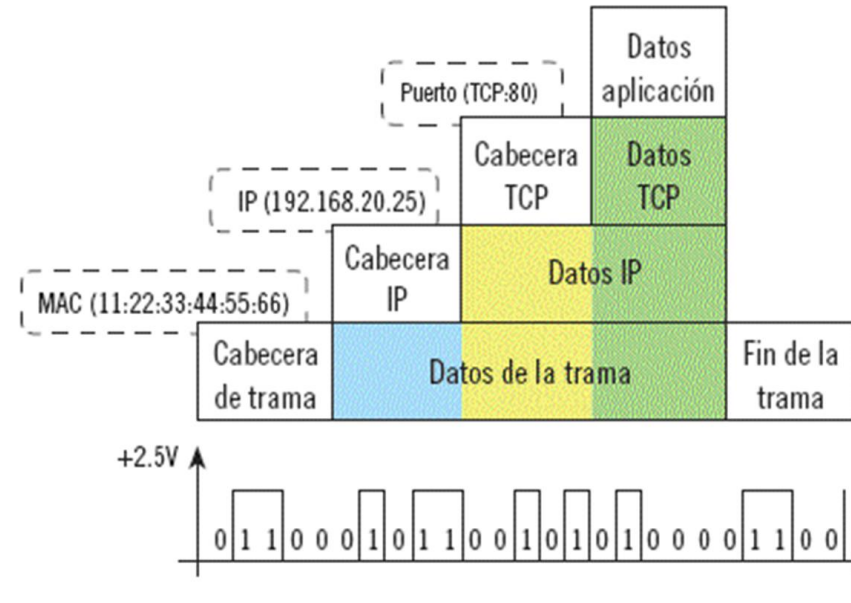 Datos
aplicación
Puerto (TCP:80)
Cabecera
TCP
Datos
TCP
IP (192.168.20.25)
Cabecera
IP
Datos IP
MAC (11:22:33:44:55:66)
Cabecera
de trama
Datos de la trama
Fin de la
trama
+2.5V
0 1 1 0 0 0 1 0 1 1 0 0 1 0 1 0 1 0 0 0 0 1 1 0 0